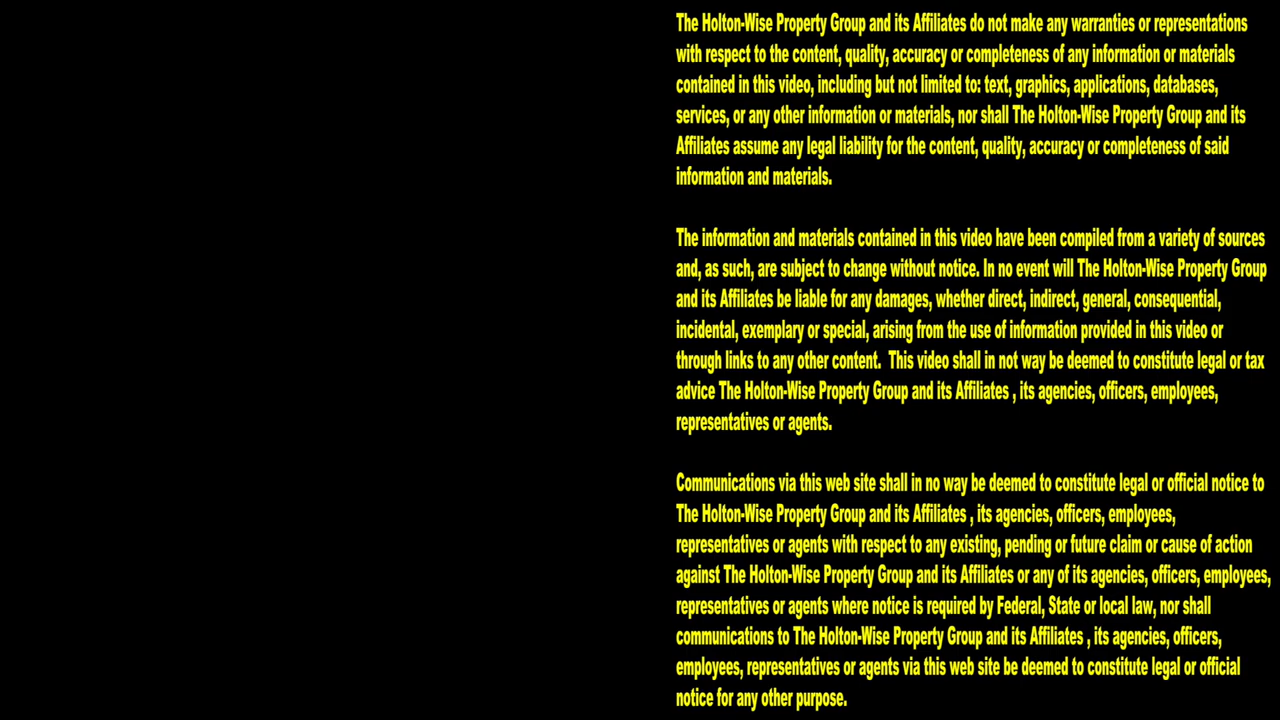 The Holton-Wise Property Group and its Affiliates do not make any warranties or representations
with respect to the content, quality, accuracy or completeness of any information or materials
contained in this video, including but not limited to: text, graphics, applications, databases,
services, or any other information or materials, nor shall The Holton-Wise Property Group and its
Affiliates assume any legal liability for the content, quality, accuracy or completeness of said
information and materials.
The information and materials contained in this video have been compiled from a variety of sources
and, as such, are subject to change without notice. In no event will The Holton-Wise Property Group
and its Affiliates be liable for any damages, whether direct, indirect, general, consequential,
incidental, exemplary or special, arising from the use of information provided in this video or
through links to any other content.  This video shall in not way be deemed to constitute legal or tax
advice The Holton-Wise Property Group and its Affiliates , its agencies, officers, employees,
representatives or agents.
Communications via this web site shall in no way be deemed to constitute legal or official notice to
The Holton-Wise Property Group and its Affiliates , its agencies, officers, employees,
representatives or agents with respect to any existing, pending or future claim or cause of action
against The Holton-Wise Property Group and its Affiliates or any of its agencies, officers, employees,
representatives or agents where notice is required by Federal, State or local law, nor shall
communications to The Holton-Wise Property Group and its Affiliates , its agencies, officers,
employees, representatives or agents via this web site be deemed to constitute legal or official
notice for any other purpose.